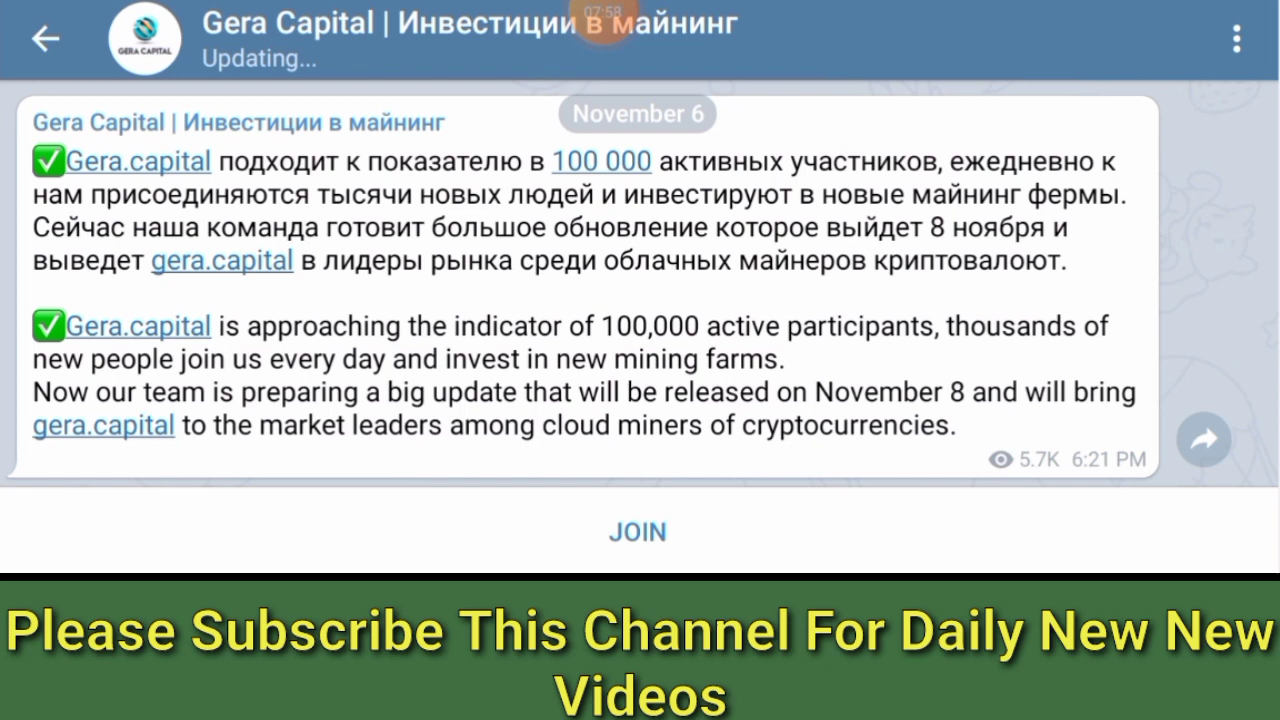 Gera Capital | Инвестиции в майнинг
07:58
GERA CAPITAL
Updating...
November 6
Gera Capital | Инвестиции в майнинг
✅Gera.capital подходит к показателю в 100 000 активных участников, ежедневно к
нам присоединяются тысячи новых людей и инвестируют в новые майнинг фермы.
Сейчас наша команда готовит большое обновление которое выйдет 8 ноября и
выведет gera.capital в лидеры рынка среди облачных майнеров криптовалоют.
✅Gera.capital is approaching the indicator of 100,000 active participants, thousands of
new people join us every day and invest in new mining farms.
Now our team is preparing a big update that will be released on November 8 and will bring
gera.capital to the market leaders among cloud miners of cryptocurrencies.
5.7K 6:21 PM
JOIN
Please Subscribe This Channel For Daily New New
Videos